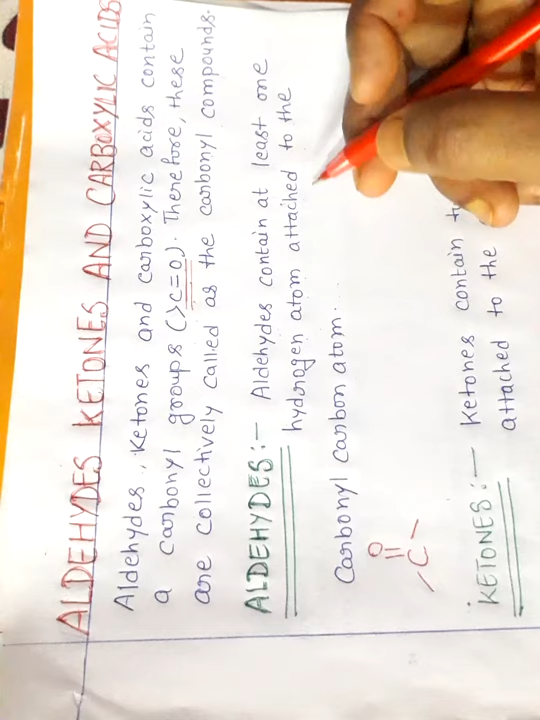 ALDEHYDES KETONES AND CARBOXYLIC ACIDS
Aldehydes, Ketones and carboxylic acids contain
a carbonyl groups (>C=O). Therefore, these
are collectively called as the carbonyl compounds.
ALDEHYDES:— Aldehydes contain at least one
hydrogen atom attached to the
Carbonyl Carbon atom.
O
C
KETONES:— Ketones contain
attached to the